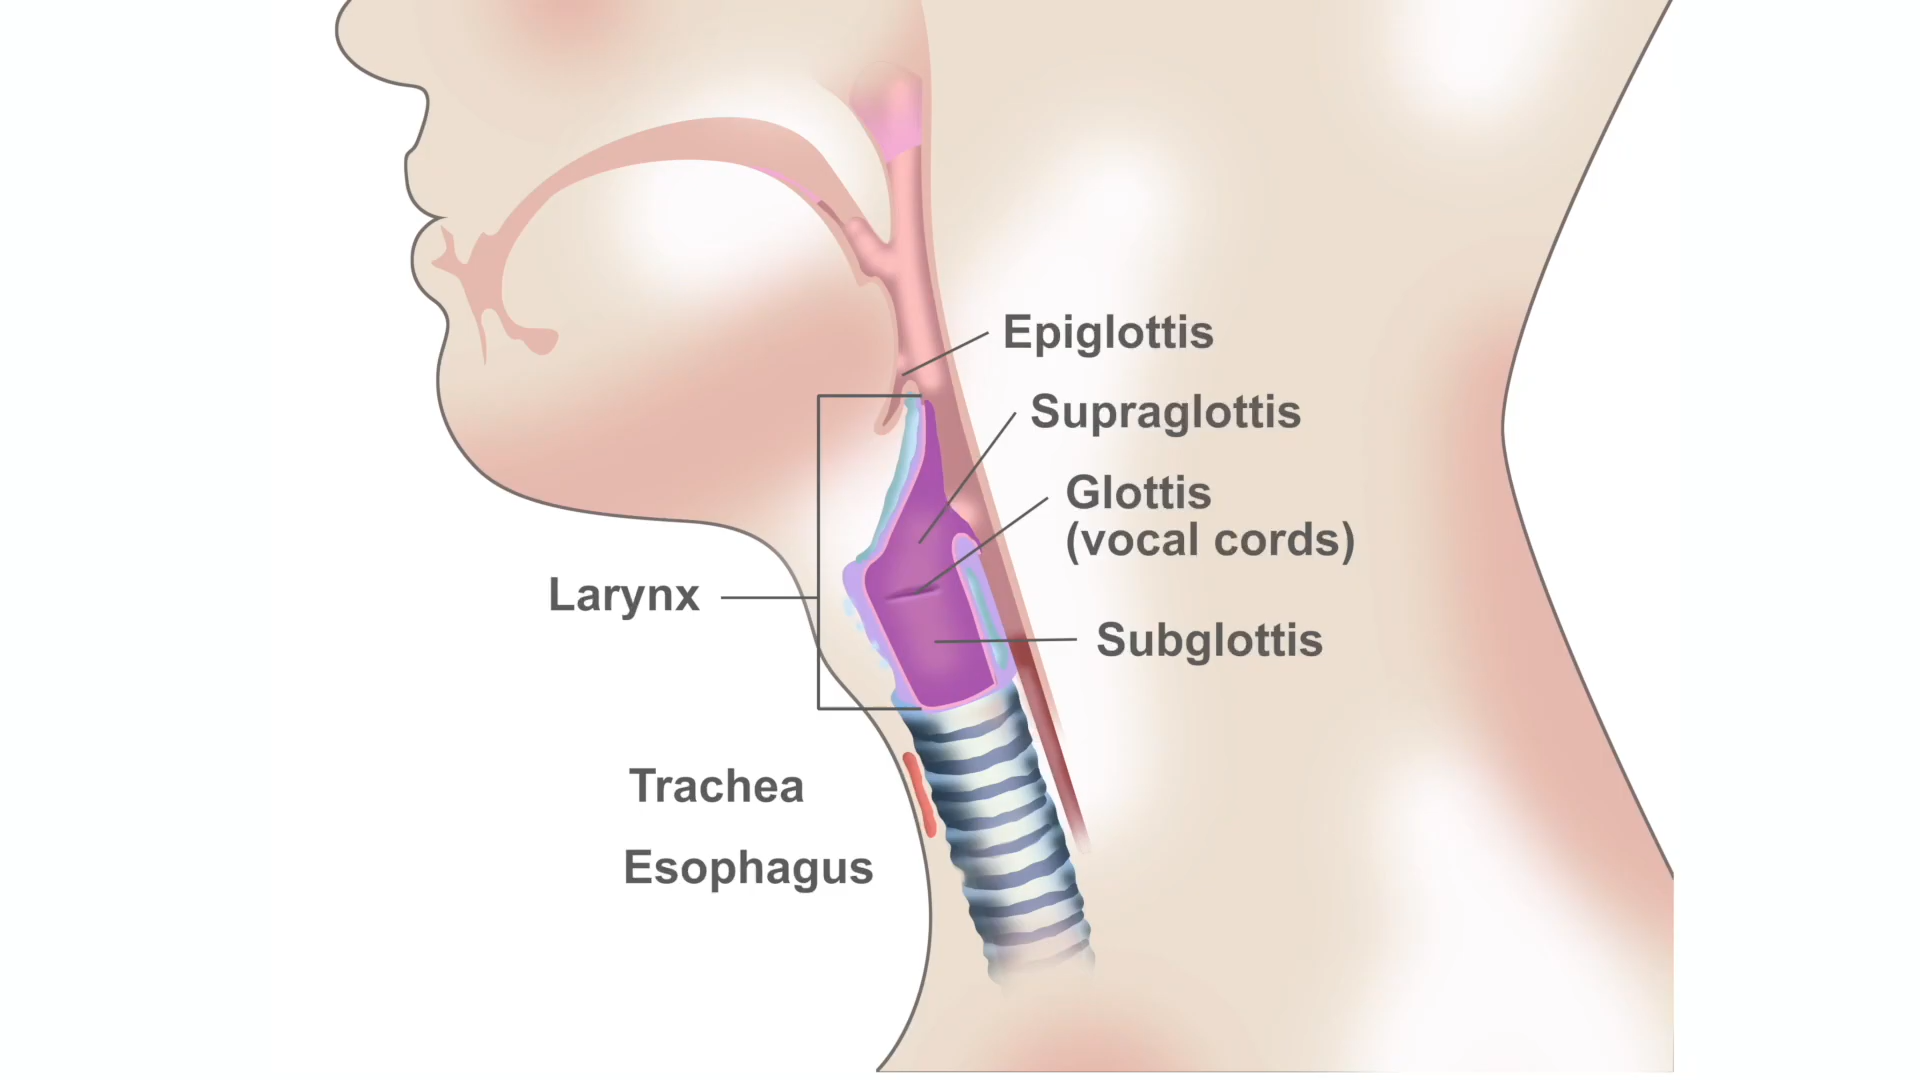 Epiglottis
Supraglottis
Glottis
(vocal cords)
Larynx
Subglottis
Trachea
Esophagus